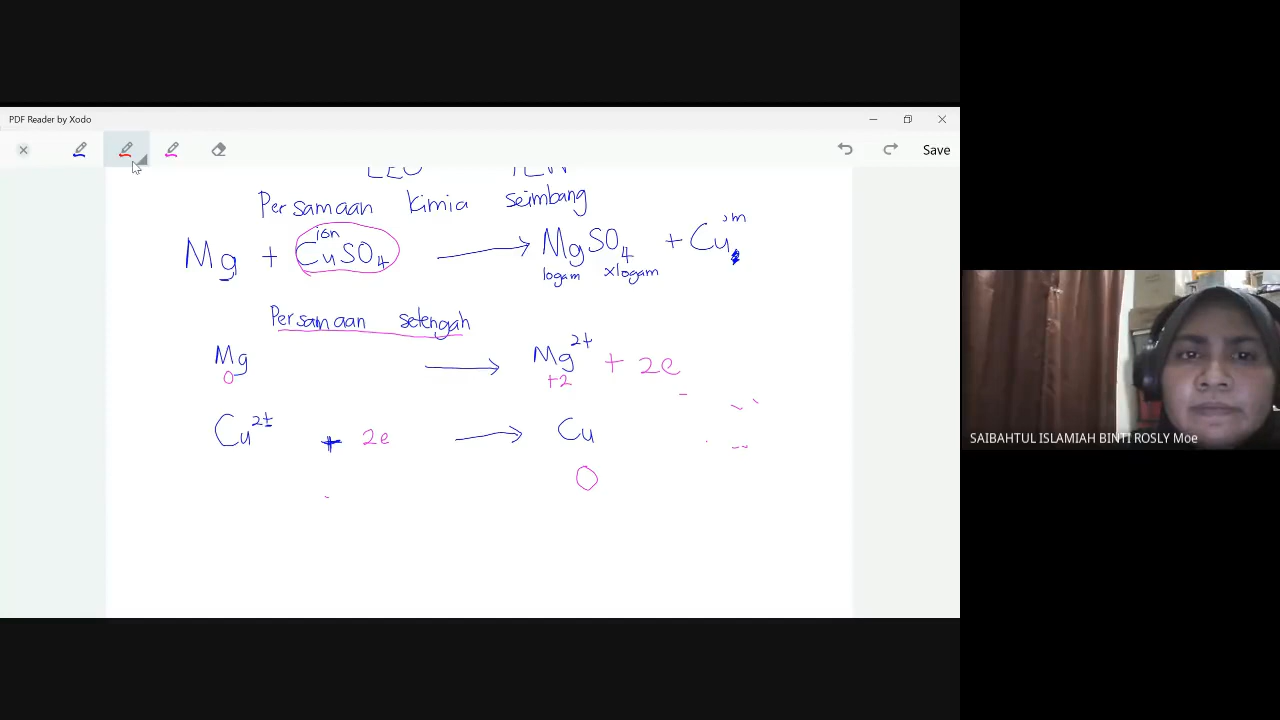 PDF Reader by Xodo
Save
Persamaan kimia seimbang
ion
Mg + CuSO4 → MgSO4 + Cu
logam xlogam
Persamaan setengah
Mg → Mg2+ + 2e
0 +2
Cu2+ + 2e → Cu
0
SAIBAHTUL ISLAMIAH BINTI ROSLY Moe